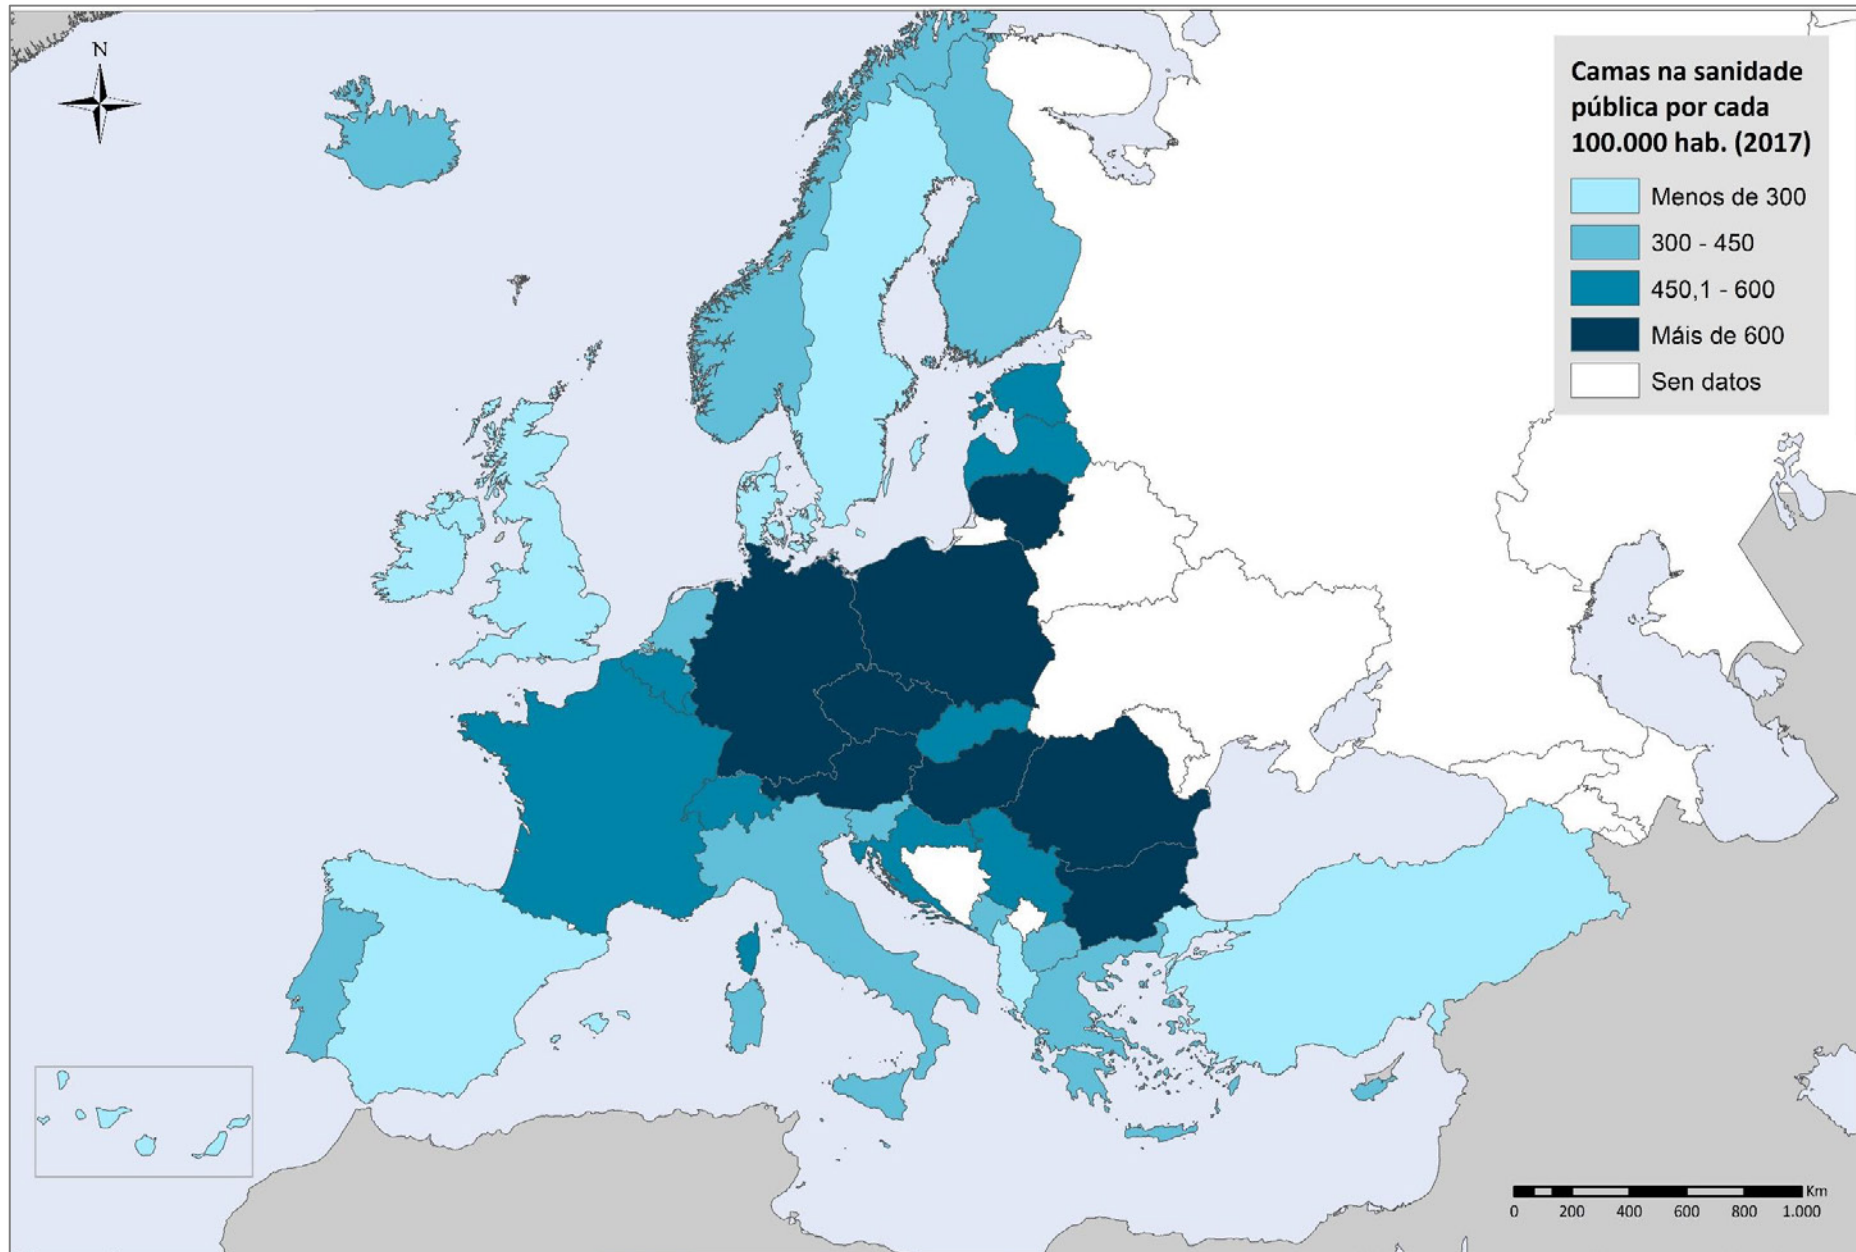 N
Camas na sanidade
pública por cada
100.000 hab. (2017)
Menos de 300
300 - 450
450,1 - 600
Máis de 600
Sen datos
Km
0 200 400 600 800 1.000